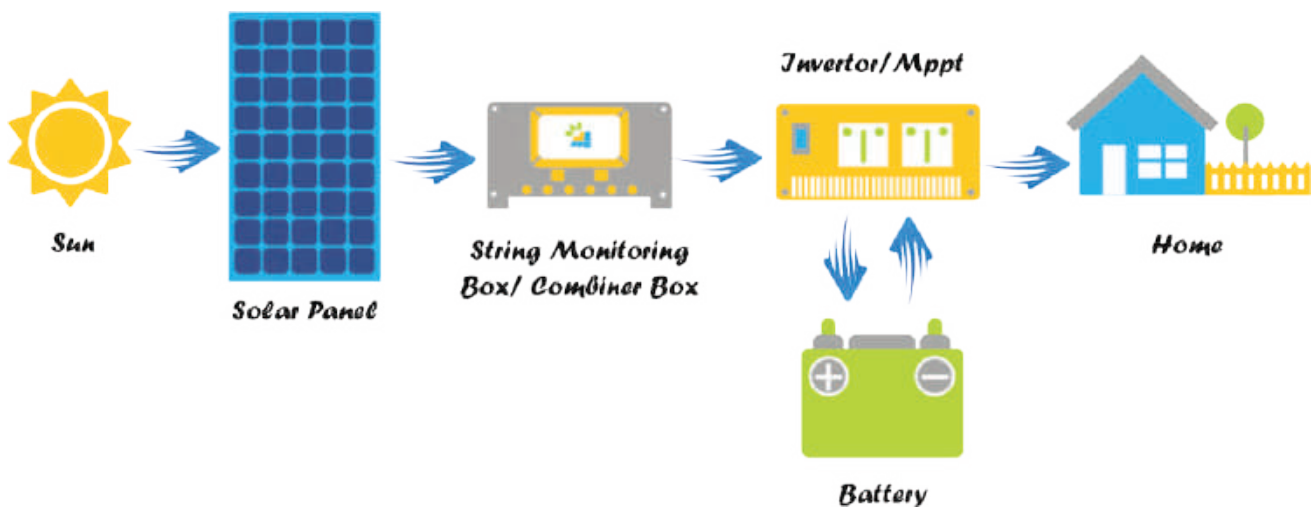 Invertor/ Mppt
Sun
Solar Panel
String Monitoring
Box/ Combiner Box
Home
Battery